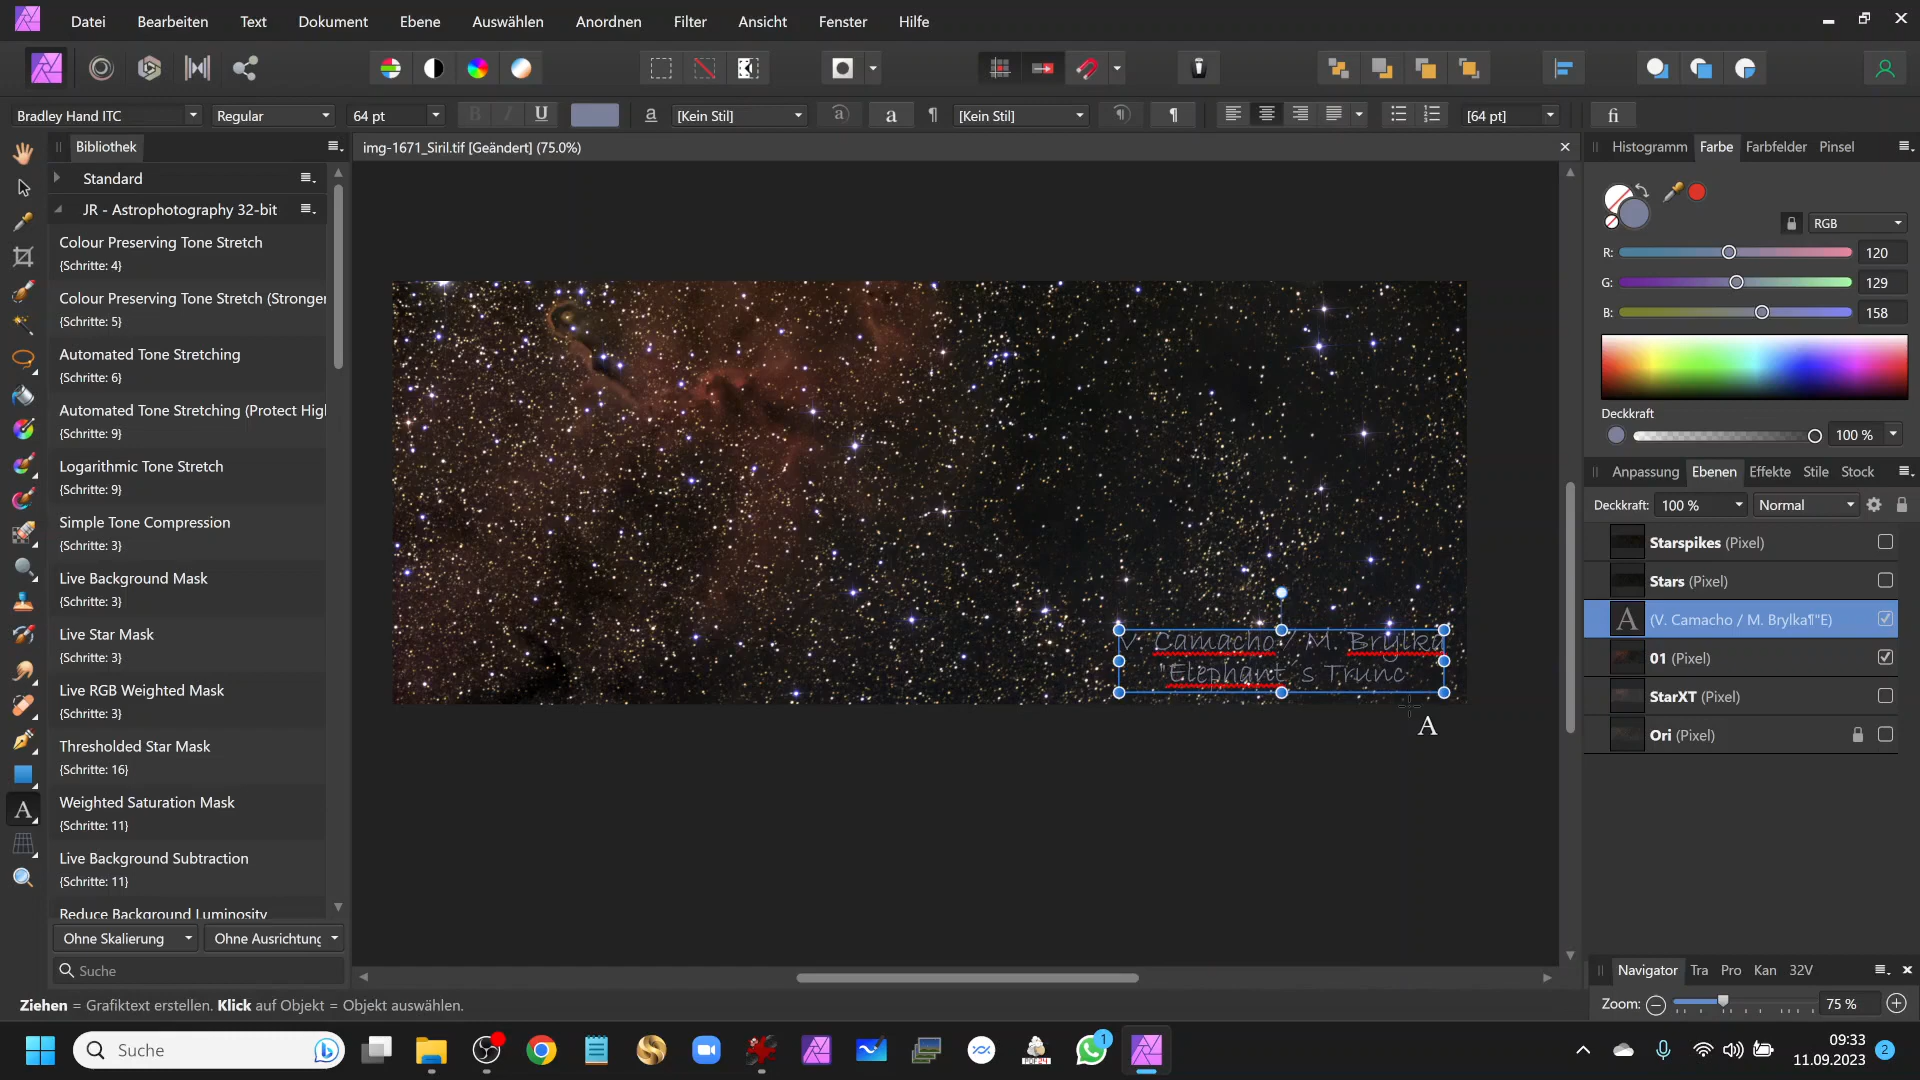 Datei Bearbeiten Text Dokument Ebene Auswählen Anordnen Filter Ansicht Fenster Hilfe
Bradley Hand ITC Regular 64 pt B I U a [Kein Stil] a a ¶ [Kein Stil] ¶ [64 pt] fi
Bibliothek
img-1671_Siril.tif [Geändert] (75.0%)
Histogramm Farbe Farbfelder Pinsel
Standard
JR - Astrophotography 32-bit
Colour Preserving Tone Stretch
{Schritte: 4}
Colour Preserving Tone Stretch (Stronger
{Schritte: 5}
Automated Tone Stretching
{Schritte: 6}
Automated Tone Stretching (Protect High
{Schritte: 9}
Logarithmic Tone Stretch
{Schritte: 9}
Simple Tone Compression
{Schritte: 3}
Live Background Mask
{Schritte: 3}
Live Star Mask
{Schritte: 3}
Live RGB Weighted Mask
{Schritte: 3}
Thresholded Star Mask
{Schritte: 16}
Weighted Saturation Mask
{Schritte: 11}
Live Background Subtraction
{Schritte: 11}
Reduce Background Luminosity
Ohne Skalierung Ohne Ausrichtung
Suche
V. Camacho / M. Brylka
"Elephant´s Trunc
A
RGB
R: 120
G: 129
B: 158
Deckkraft
100 %
Anpassung Ebenen Effekte Stile Stock
Deckkraft: 100 % Normal
Starspikes (Pixel)
Stars (Pixel)
A (V. Camacho / M. Brylka¶"E)
01 (Pixel)
StarXT (Pixel)
Ori (Pixel)
Navigator Tra Pro Kan 32V
Zoom: 75 %
Ziehen = Grafiktext erstellen. Klick auf Objekt = Objekt auswählen.
Suche
PDF24
1
09:33
11.09.2023
2